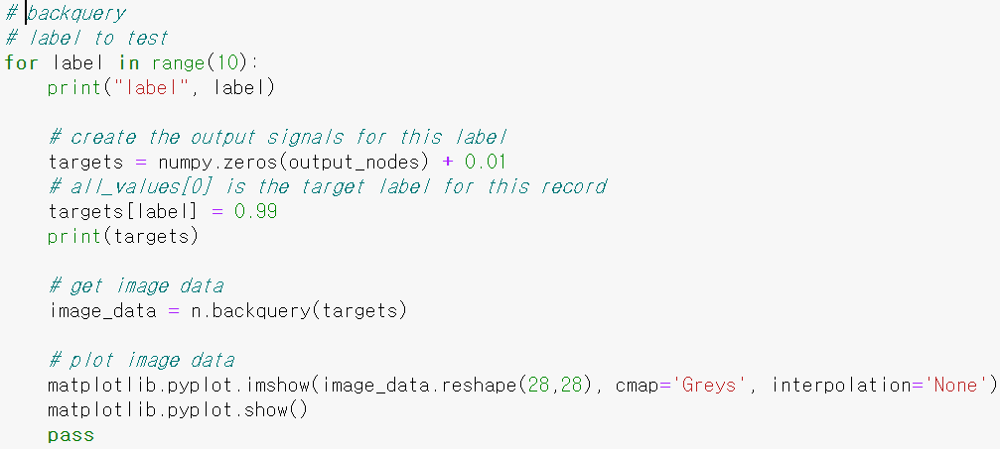 # backquery
# label to test
for label in range(10):
    print("label", label)

    # create the output signals for this label
    targets = numpy.zeros(output_nodes) + 0.01
    # all_values[0] is the target label for this record
    targets[label] = 0.99
    print(targets)

    # get image data
    image_data = n.backquery(targets)

    # plot image data
    matplotlib.pyplot.imshow(image_data.reshape(28,28), cmap='Greys', interpolation='None')
    matplotlib.pyplot.show()
    pass